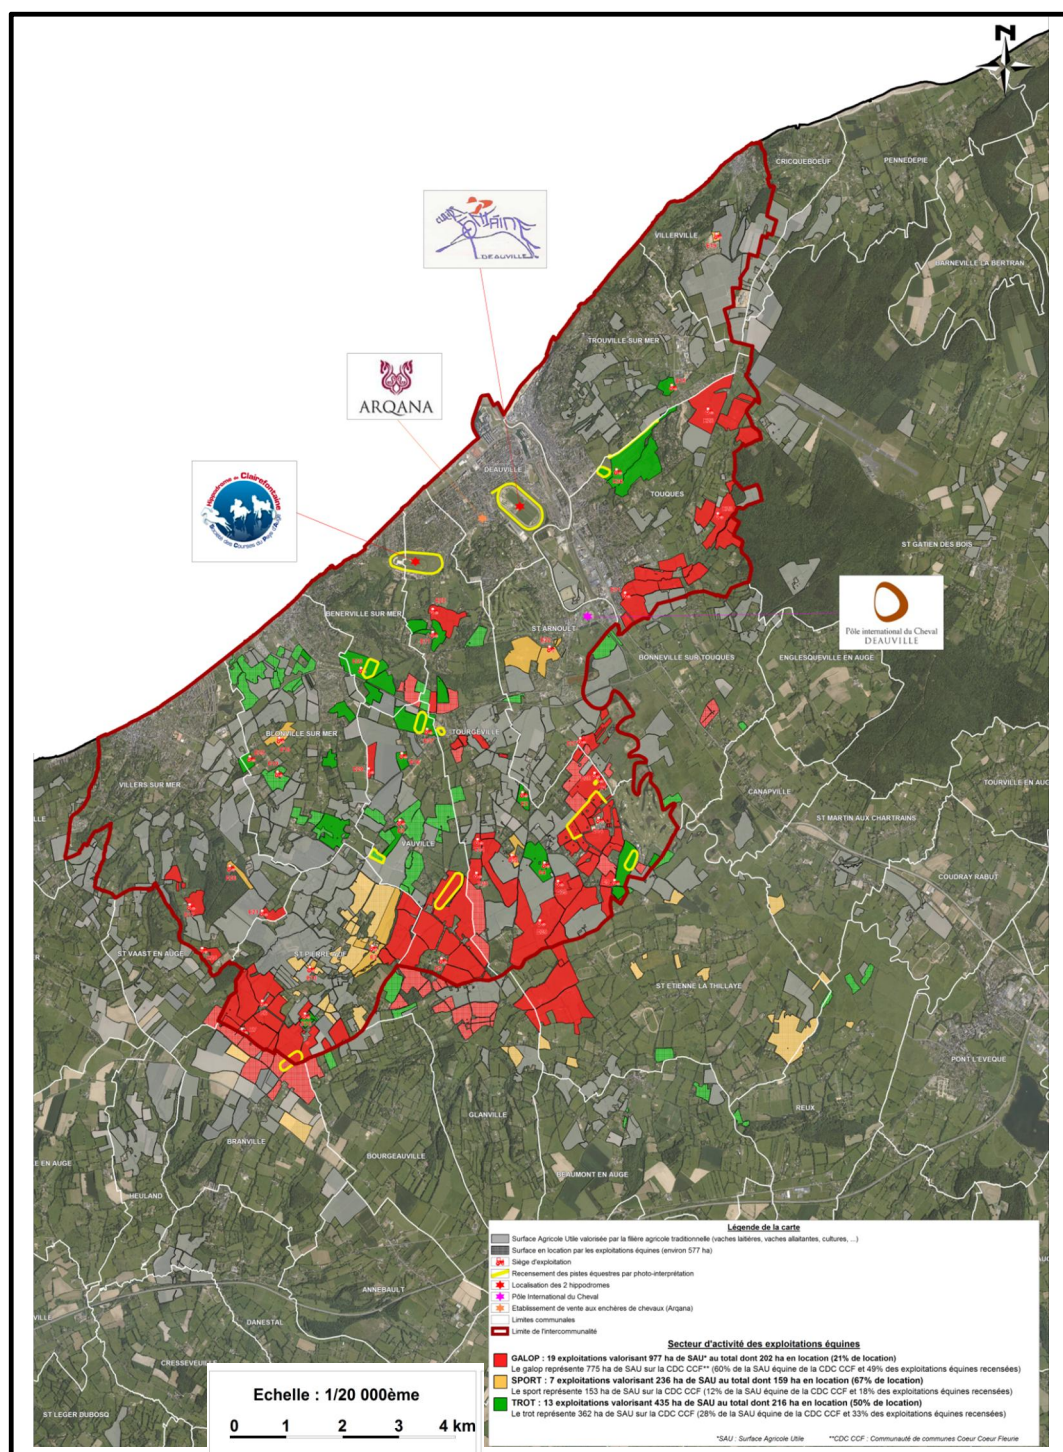 N
CRICQUEBOEUF
PENNEDEPIE
VILLERVILLE
BARNEVILLE LA BERTRAN
DEAUVILLE
TROUVILLE SUR MER
ARQANA
DEAUVILLE
TOUQUES
Hippodrome de Clairefontaine
Société des Courses du Pays d'Auge
ST GATIEN DES BOIS
BENERVILLE SUR MER
ST ARNOULT
Pôle international du Cheval
DEAUVILLE
BONNEVILLE SUR TOUQUES
ENGLESQUEVILLE EN AUGE
BLONVILLE SUR MER
TOURGEVILLE
VILLERS SUR MER
CANAPVILLE
TOURVILLE EN AUG
ST MARTIN AUX CHARTRAINS
VAUVILLE
COUDRAY RABUT
ST VAAST EN AUGE
ST PIERRE AZIF
ST ETIENNE LA THILLAYE
PONT L'EVEQUE
GLANVILLE
REUX
BRANVILLE
BOURGEAUVILLE
E EN AUGE
BEAUMONT EN AUGE
HEULAND
ANNEBAULT
VILLE
DANESTAL
CRESSEVEUILLE
ST LEGER DUBOSQ
Echelle : 1/20 000ème
0 1 2 3 4 km
Légende de la carte
Surface Agricole Utile valorisée par la filière agricole traditionnelle (vaches laitières, vaches allaitantes, cultures, ...)
Surface en location par les exploitations équines (environ 577 ha)
Siège d'exploitation
Recensement des pistes équestres par photo-interprétation
Localisation des 2 hippodromes
Pôle International du Cheval
Etablissement de vente aux enchères de chevaux (Arqana)
Limites communales
Limite de l'intercommunalité
Secteur d'activité des exploitations équines
GALOP : 19 exploitations valorisant 977 ha de SAU* au total dont 202 ha en location (21% de location)
Le galop représente 775 ha de SAU sur la CDC CCF** (60% de la SAU équine de la CDC CCF et 49% des exploitations équines recensées)
SPORT : 7 exploitations valorisant 236 ha de SAU au total dont 159 ha en location (67% de location)
Le sport représente 153 ha de SAU sur la CDC CCF (12% de la SAU équine de la CDC CCF et 18% des exploitations équines recensées)
TROT : 13 exploitations valorisant 435 ha de SAU au total dont 216 ha en location (50% de location)
Le trot représente 362 ha de SAU sur la CDC CCF (28% de la SAU équine de la CDC CCF et 33% des exploitations équines recensées)
*SAU : Surface Agricole Utile **CDC CCF : Communauté de communes Coeur Coeur Fleurie